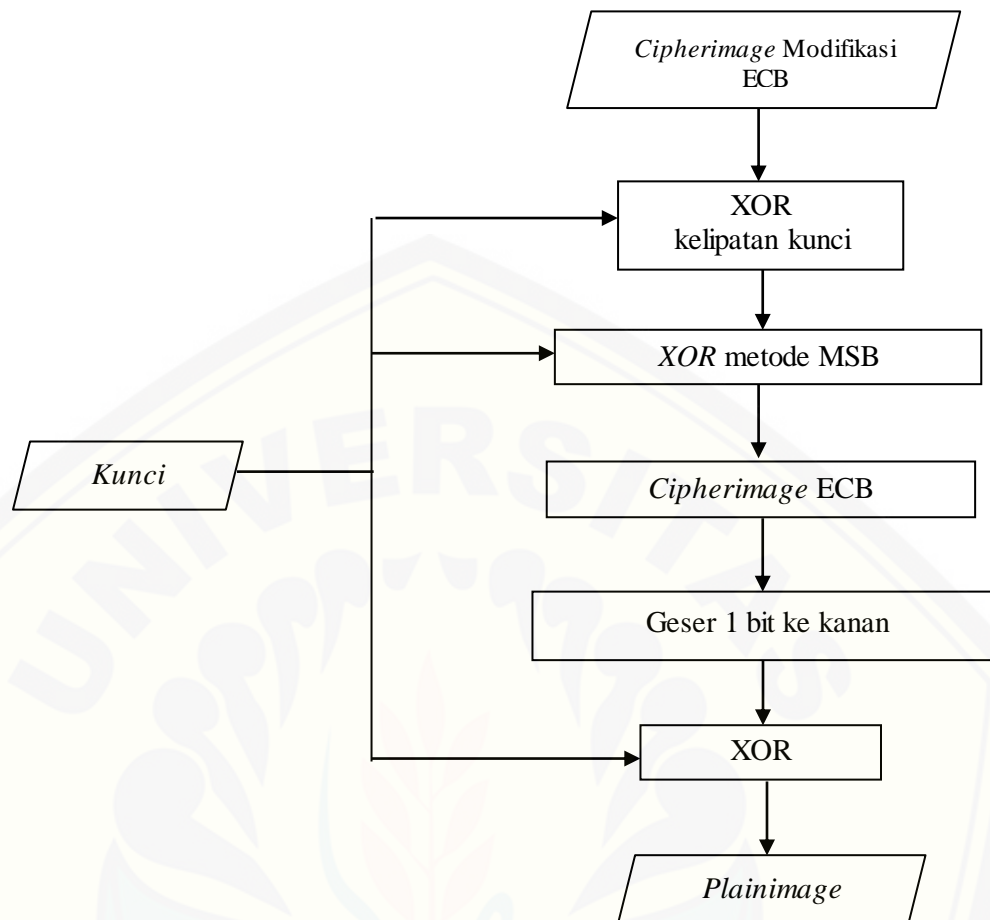 Cipherimage Modifikasi
ECB
XOR
kelipatan kunci
XOR metode MSB
Kunci
Cipherimage ECB
Geser 1 bit ke kanan
XOR
Plainimage
UNIVERSITAS